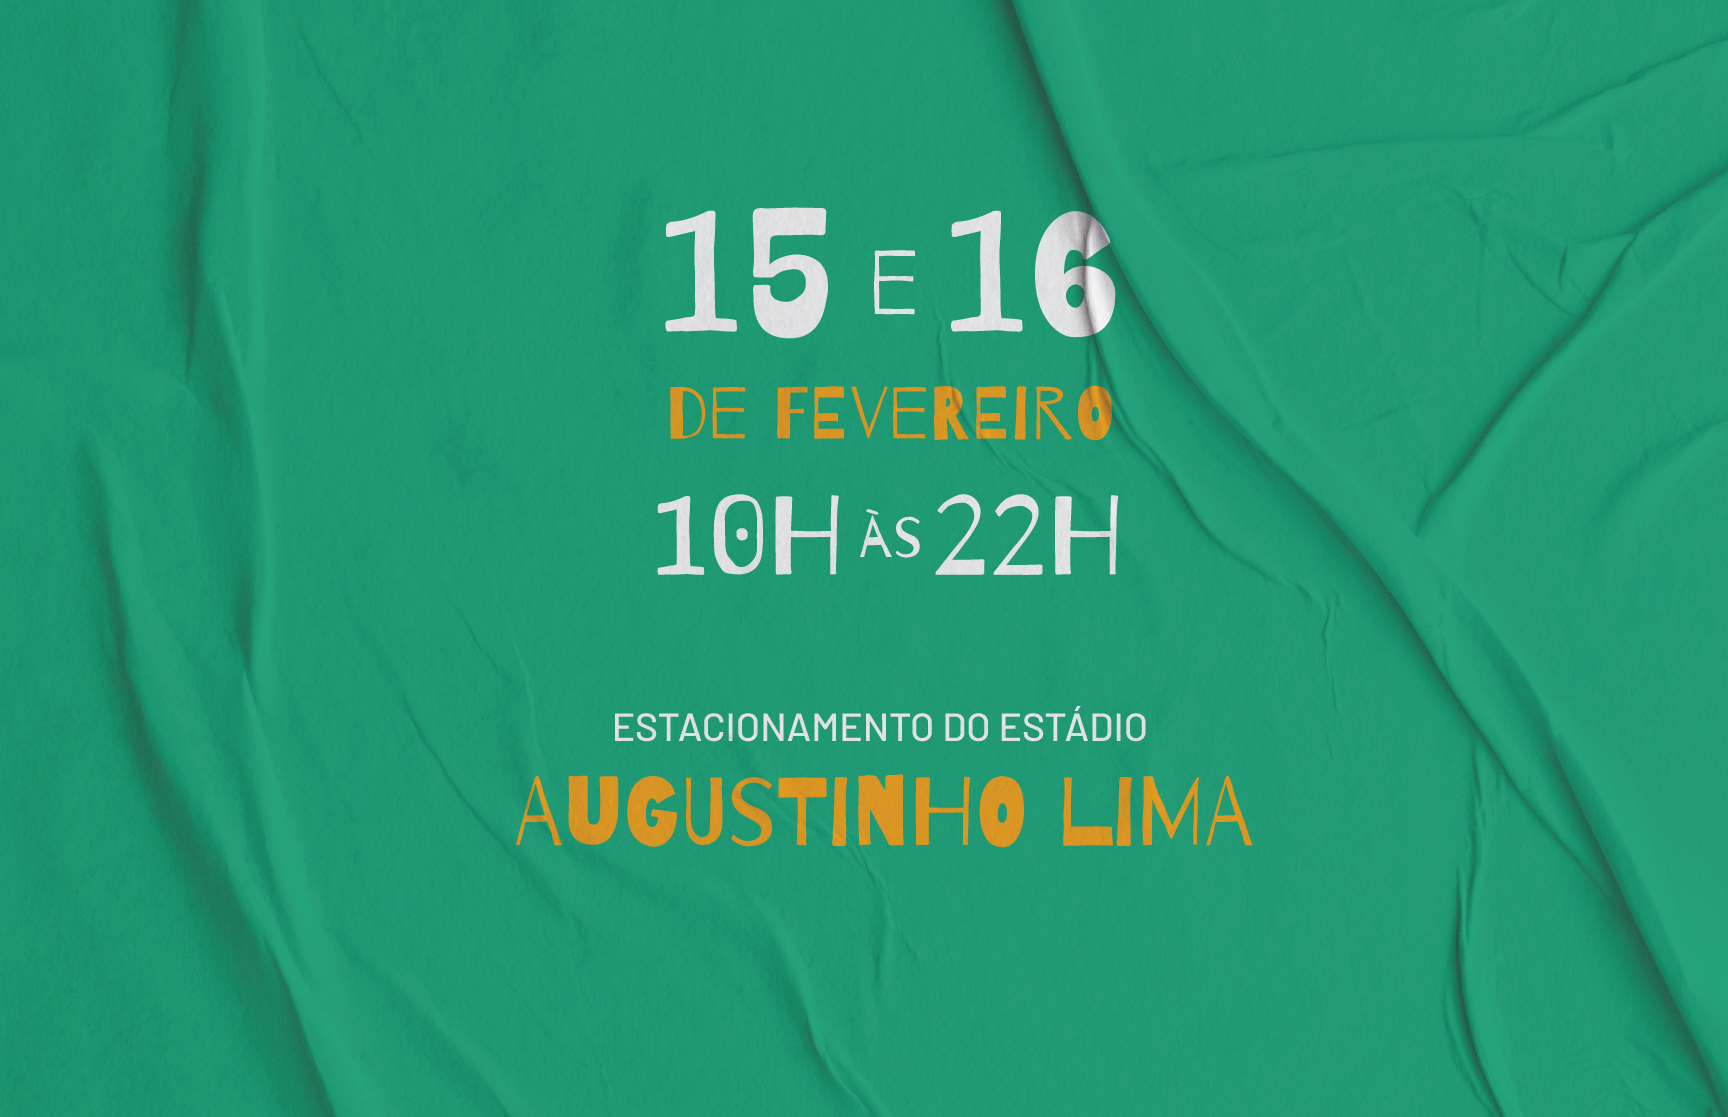 15 E 16
DE FEVEREIRO
10H ÀS 22H
ESTACIONAMENTO DO ESTÁDIO
AUGUSTINHO LIMA